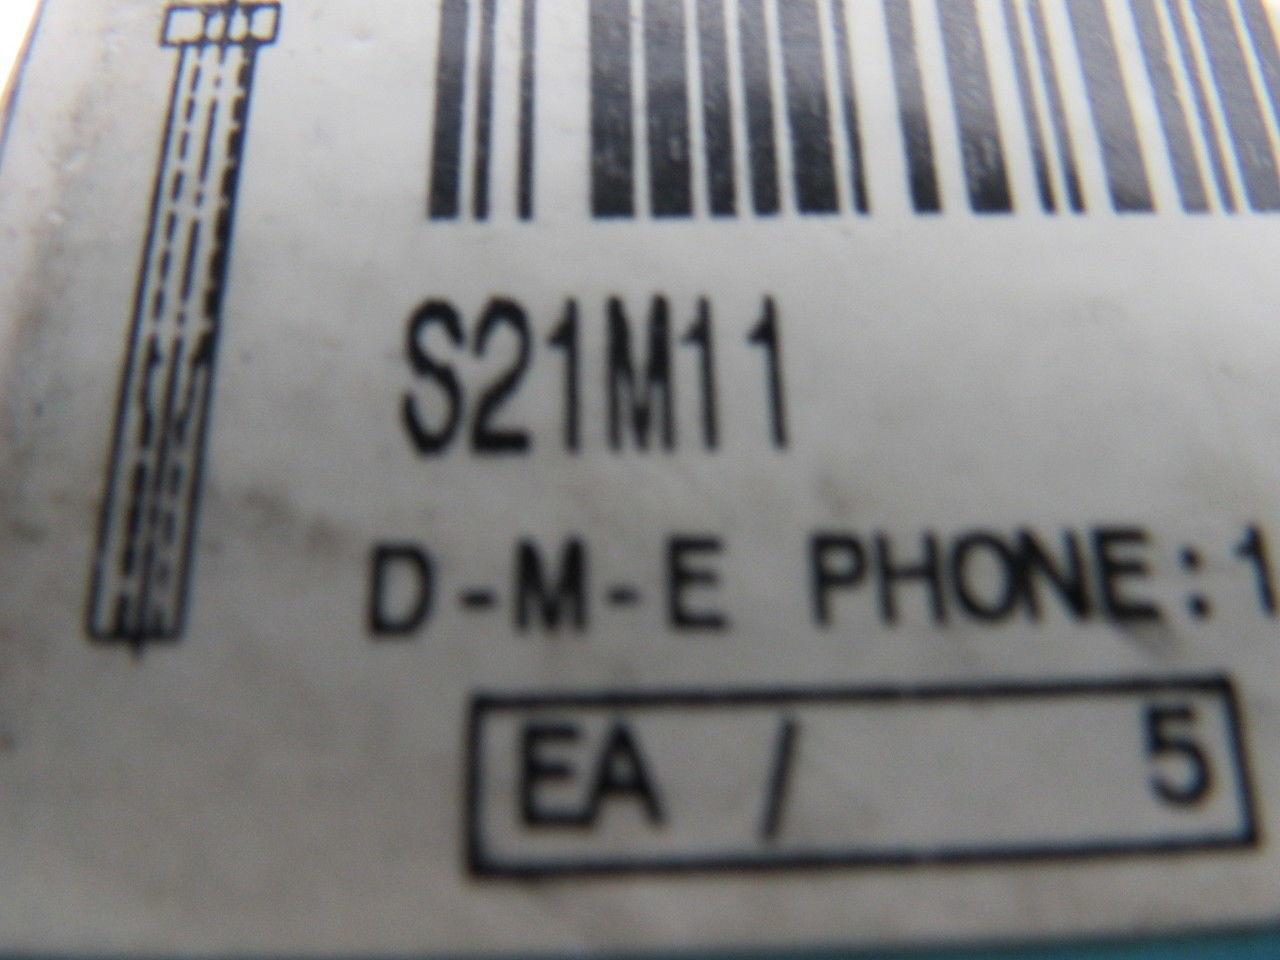 S21M11
D-M-E PHONE:1
EA / 5